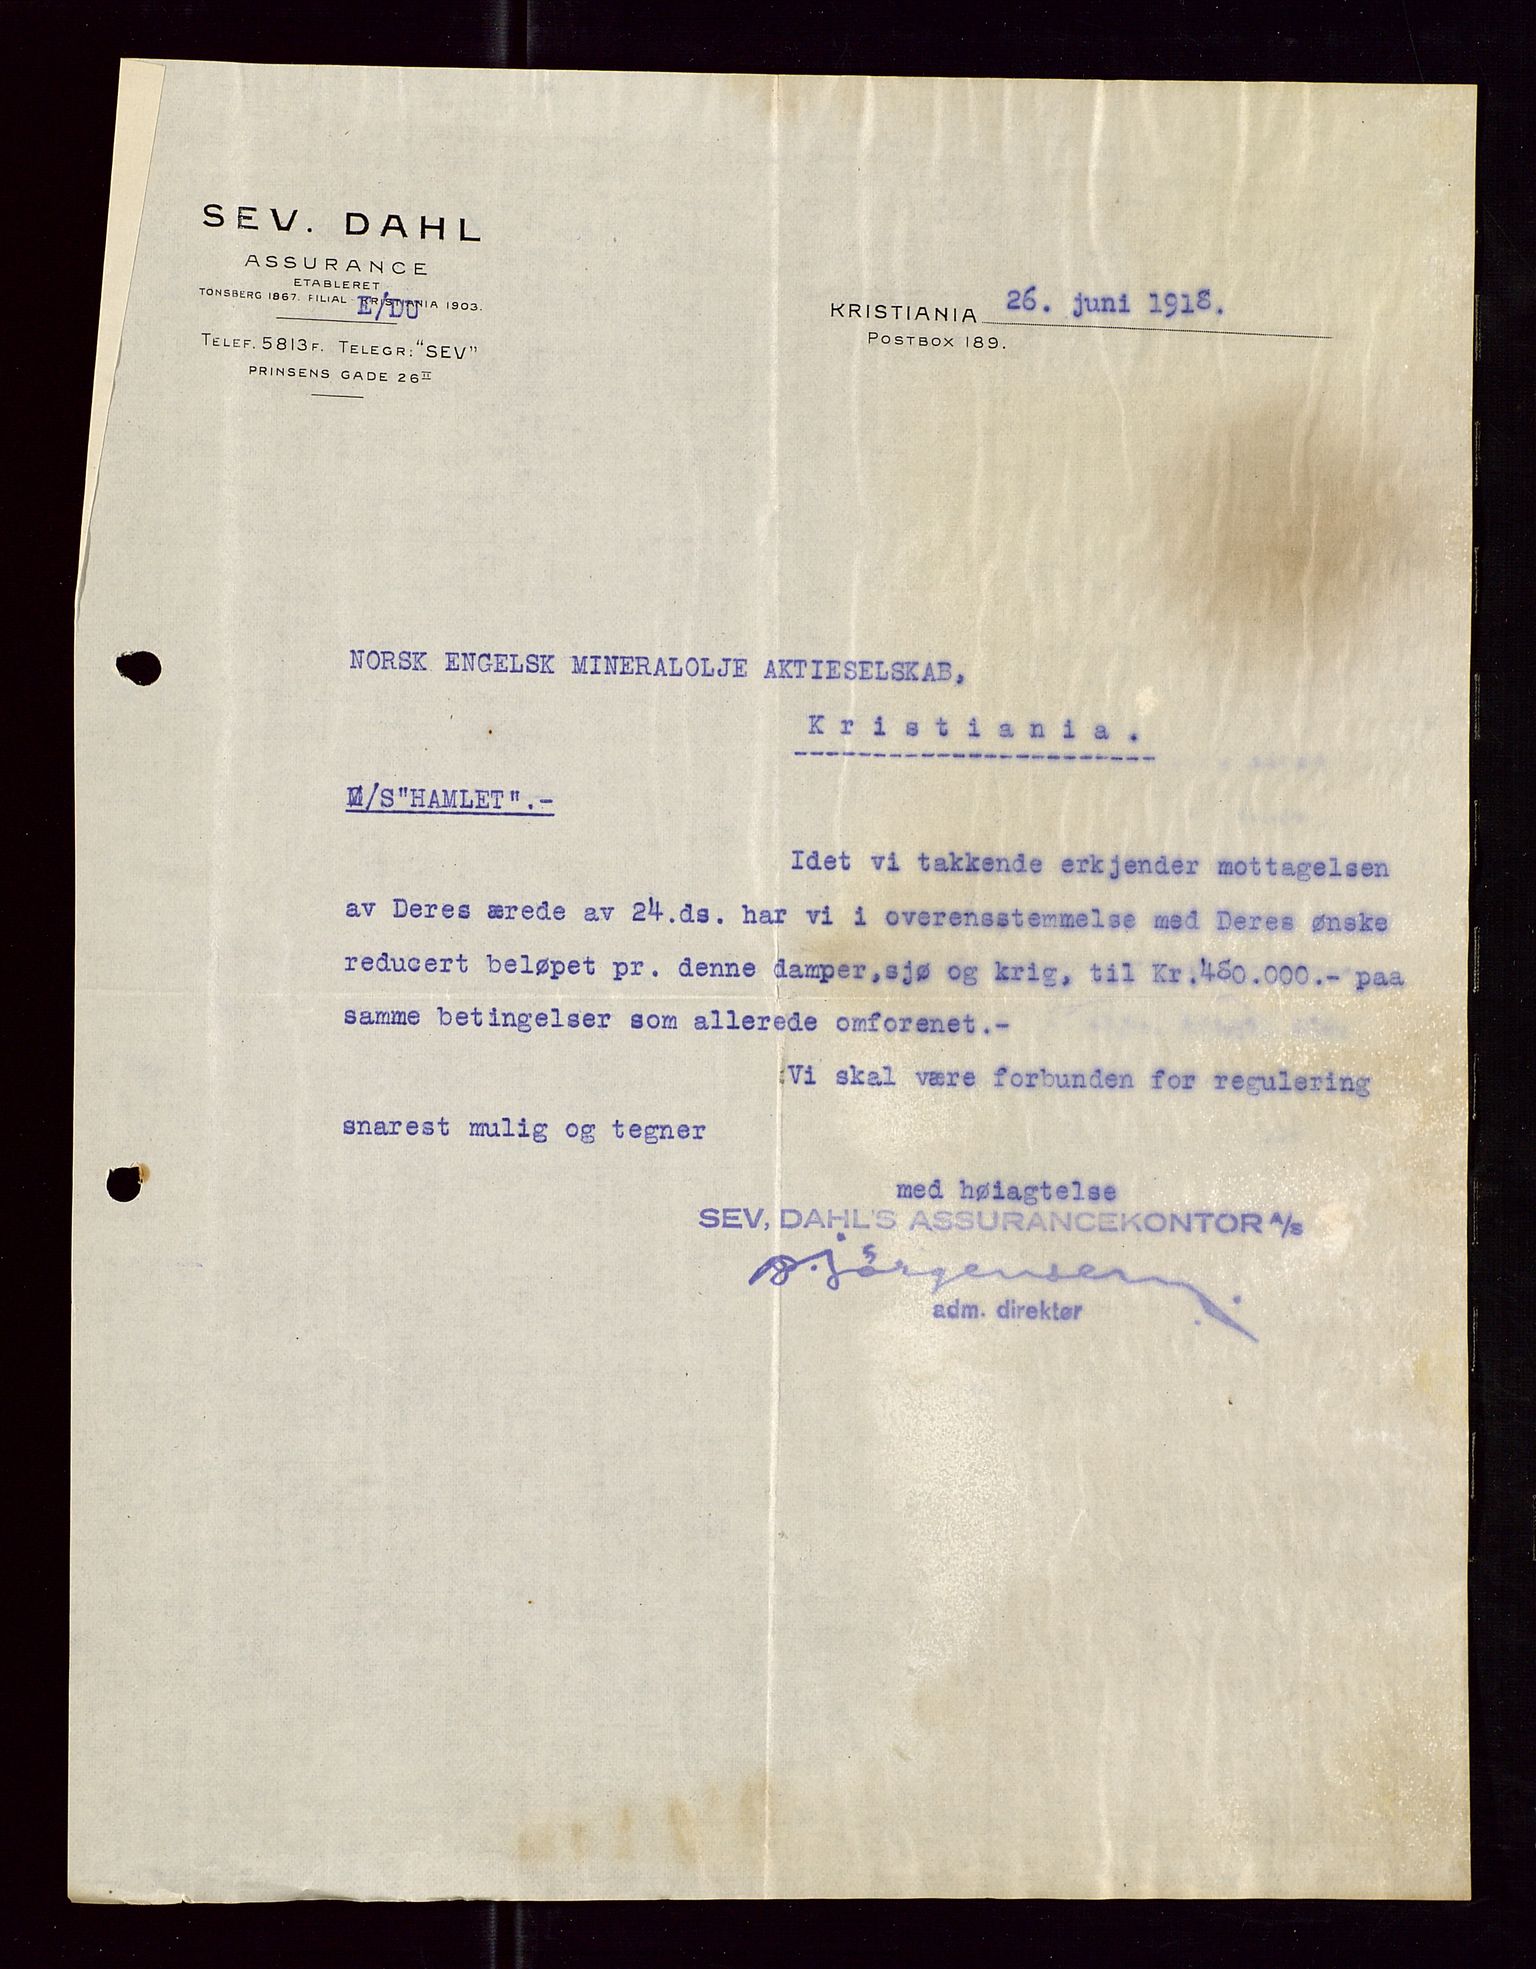 SEV. DAHL
ASSURANCE
ETABLERET
TØNSBERG 1867. FILIAL KRISTIANIA 1903.
E/DU
TELEF. 5813F. TELEGR: "SEV"
PRINSENS GADE 26 II
KRISTIANIA 26. juni 1918.
POSTBOX 189.
NORSK ENGELSK MINERALOLJE AKTIESELSKAB,
Kristiania.
M/S"HAMLET".-
Idet vi takkende erkjender mottagelsen
av Deres ærede av 24.ds. har vi i overensstemmelse med Deres ønske
reducert beløpet pr. denne damper,sjø og krig, til Kr.480.000.- paa
samme betingelser som allerede omforenet.-
Vi skal være forbunden for regulering
snarest mulig og tegner
med høiagtelse
SEV, DAHL'S ASSURANCEKONTOR A/S
Jörgensen
adm. direktør